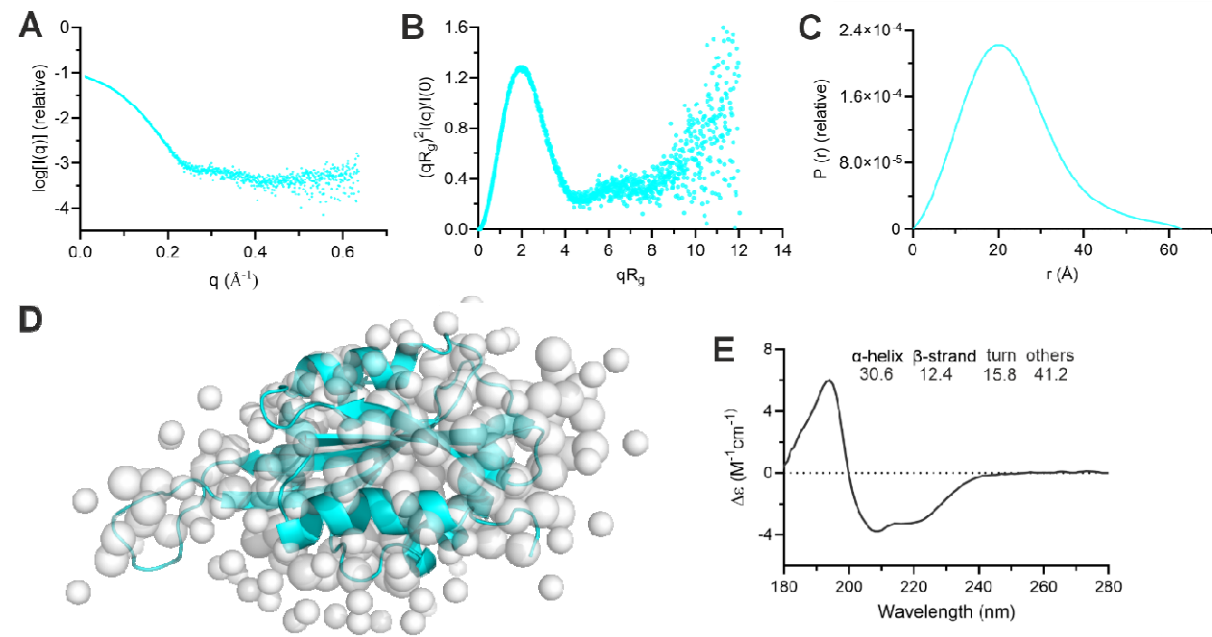 A
0
-1
-2
-3
-4
0.0 0.2 0.4 0.6
q (Å⁻¹)
log[I(q)] (relative)
B
1.6
1.2
0.8
0.4
0.0
0 2 4 6 8 10 12 14
qRg
(qRg)²I(q)/I(0)
C
2.4×10⁻⁴
1.6×10⁻⁴
8.0×10⁻⁵
0
0 20 40 60
r (Å)
P (r) (relative)
D
E
α-helix β-strand turn others
30.6 12.4 15.8 41.2
8
4
0
-4
180 200 220 240 260 280
Wavelength (nm)
Δε (M⁻¹cm⁻¹)